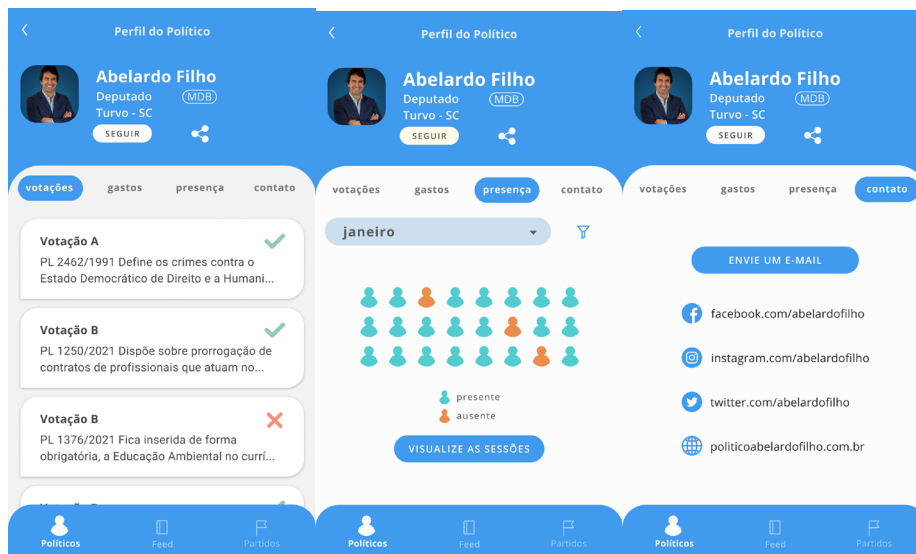 Perfil do Político
Abelardo Filho
Deputado
MDB
Turvo - SC
SEGUIR
votações
gastos
presença
contato
Votação A
PL 2462/1991 Define os crimes contra o
Estado Democrático de Direito e a Humani...
Votação B
PL 1250/2021 Dispõe sobre prorrogação de
contratos de profissionais que atuam no...
Votação B
PL 1376/2021 Fica inserida de forma
obrigatória, a Educação Ambiental no currí...
Políticos
Feed
Partidos
Perfil do Político
Abelardo Filho
Deputado
MDB
Turvo - SC
SEGUIR
votações
gastos
presença
contato
janeiro
presente
ausente
VISUALIZE AS SESSÕES
Políticos
Feed
Partidos
Perfil do Político
Abelardo Filho
Deputado
MDB
Turvo - SC
SEGUIR
votações
gastos
presença
contato
ENVIE UM E-MAIL
facebook.com/abelardofilho
instagram.com/abelardofilho
twitter.com/abelardofilho
politicoabelardofilho.com.br
Políticos
Feed
Partidos